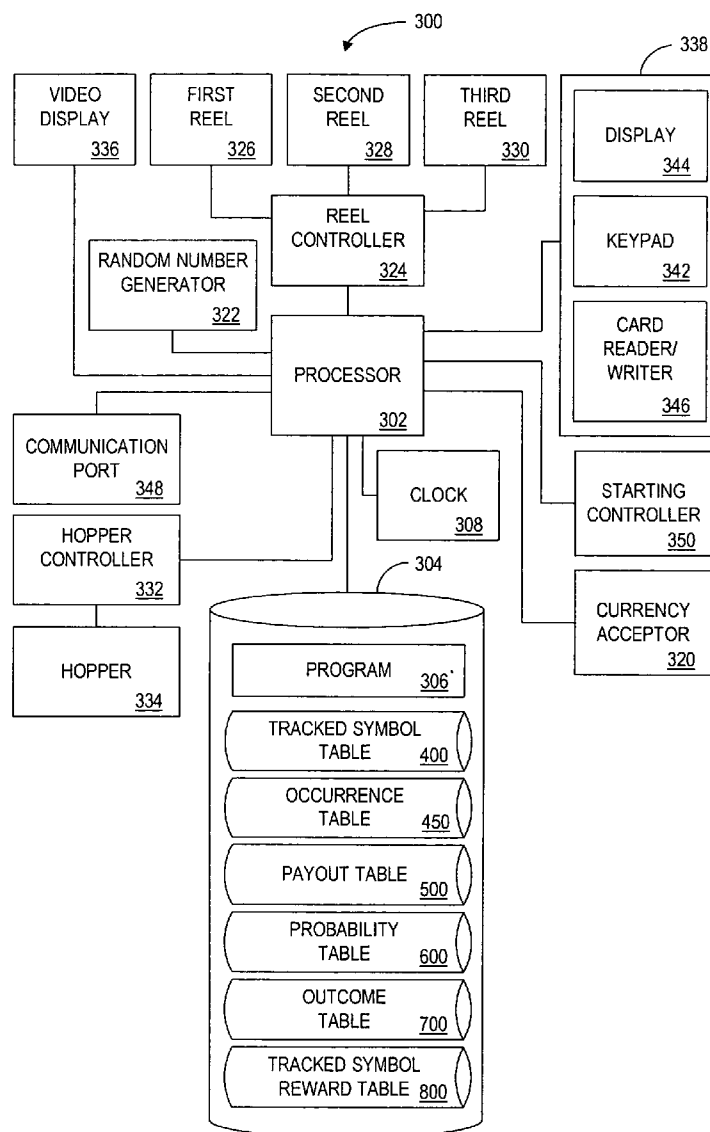 300
338
VIDEO
DISPLAY
336
FIRST
REEL
326
SECOND
REEL
328
THIRD
REEL
330
DISPLAY
344
KEYPAD
342
CARD
READER/
WRITER
346
REEL
CONTROLLER
324
RANDOM NUMBER
GENERATOR
322
PROCESSOR
302
COMMUNICATION
PORT
348
CLOCK
308
STARTING
CONTROLLER
350
HOPPER
CONTROLLER
332
304
CURRENCY
ACCEPTOR
320
HOPPER
334
PROGRAM
306
TRACKED SYMBOL
TABLE
400
OCCURRENCE
TABLE
450
PAYOUT TABLE
500
PROBABILITY
TABLE
600
OUTCOME
TABLE
700
TRACKED SYMBOL
REWARD TABLE
800